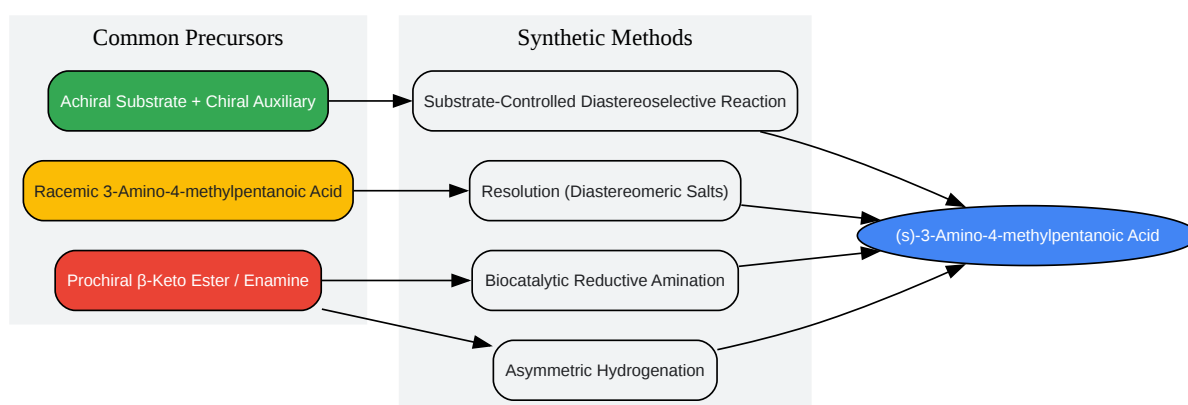 Common Precursors
Synthetic Methods
Achiral Substrate + Chiral Auxiliary
Substrate-Controlled Diastereoselective Reaction
Racemic 3-Amino-4-methylpentanoic Acid
Resolution (Diastereomeric Salts)
(s)-3-Amino-4-methylpentanoic Acid
Prochiral β-Keto Ester / Enamine
Biocatalytic Reductive Amination
Asymmetric Hydrogenation